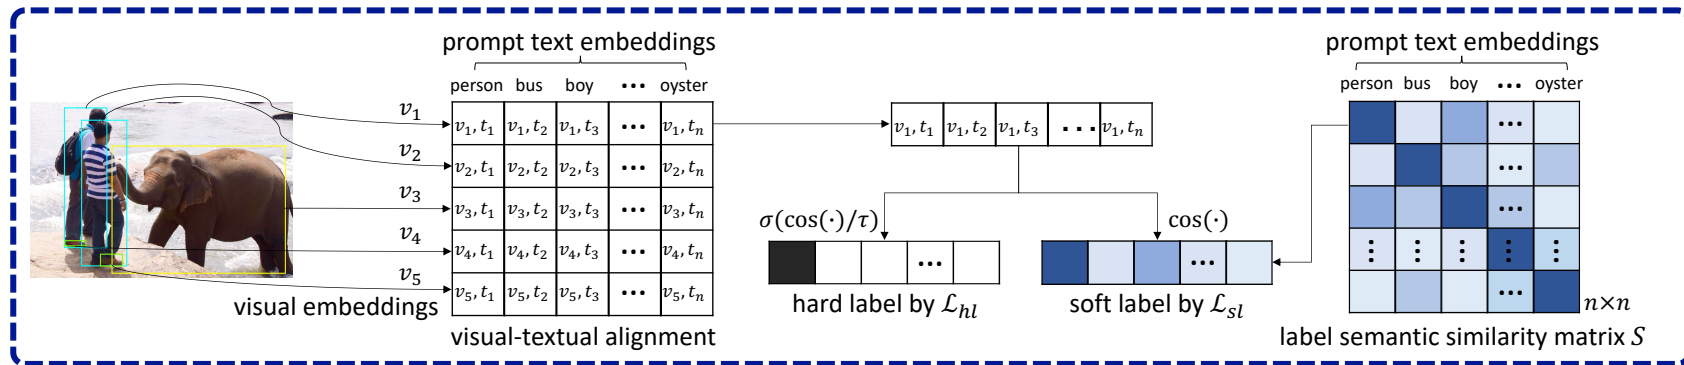 prompt text embeddings
person bus boy ••• oyster
v₁
v₁, t₁ v₁, t₂ v₁, t₃ ••• v₁, tₙ
v₂
v₂, t₁ v₂, t₂ v₂, t₃ ••• v₂, tₙ
v₃
v₃, t₁ v₃, t₂ v₃, t₃ ••• v₃, tₙ
v₄
v₄, t₁ v₄, t₂ v₄, t₃ ••• v₄, tₙ
v₅
v₅, t₁ v₅, t₂ v₅, t₃ ••• v₅, tₙ
visual embeddings
visual-textual alignment
v₁, t₁ v₁, t₂ v₁, t₃ ••• v₁, tₙ
σ(cos(·)/τ)
•••
hard label by ℒₕₗ
cos(·)
•••
soft label by ℒₛₗ
prompt text embeddings
person bus boy ••• oyster
•••
•••
•••
⋮ ⋮ ⋮ ⋮ ⋮
•••
n×n
label semantic similarity matrix S